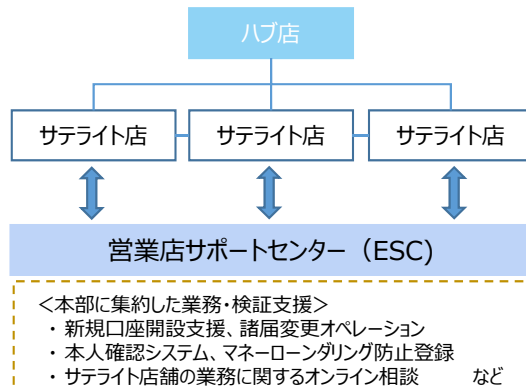 ハブ店
サテライト店 サテライト店 サテライト店
営業店サポートセンター（ESC)
＜本部に集約した業務・検証支援＞
・新規口座開設支援、諸届変更オペレーション
・本人確認システム、マネーローンダリング防止登録
・サテライト店舗の業務に関するオンライン相談 など